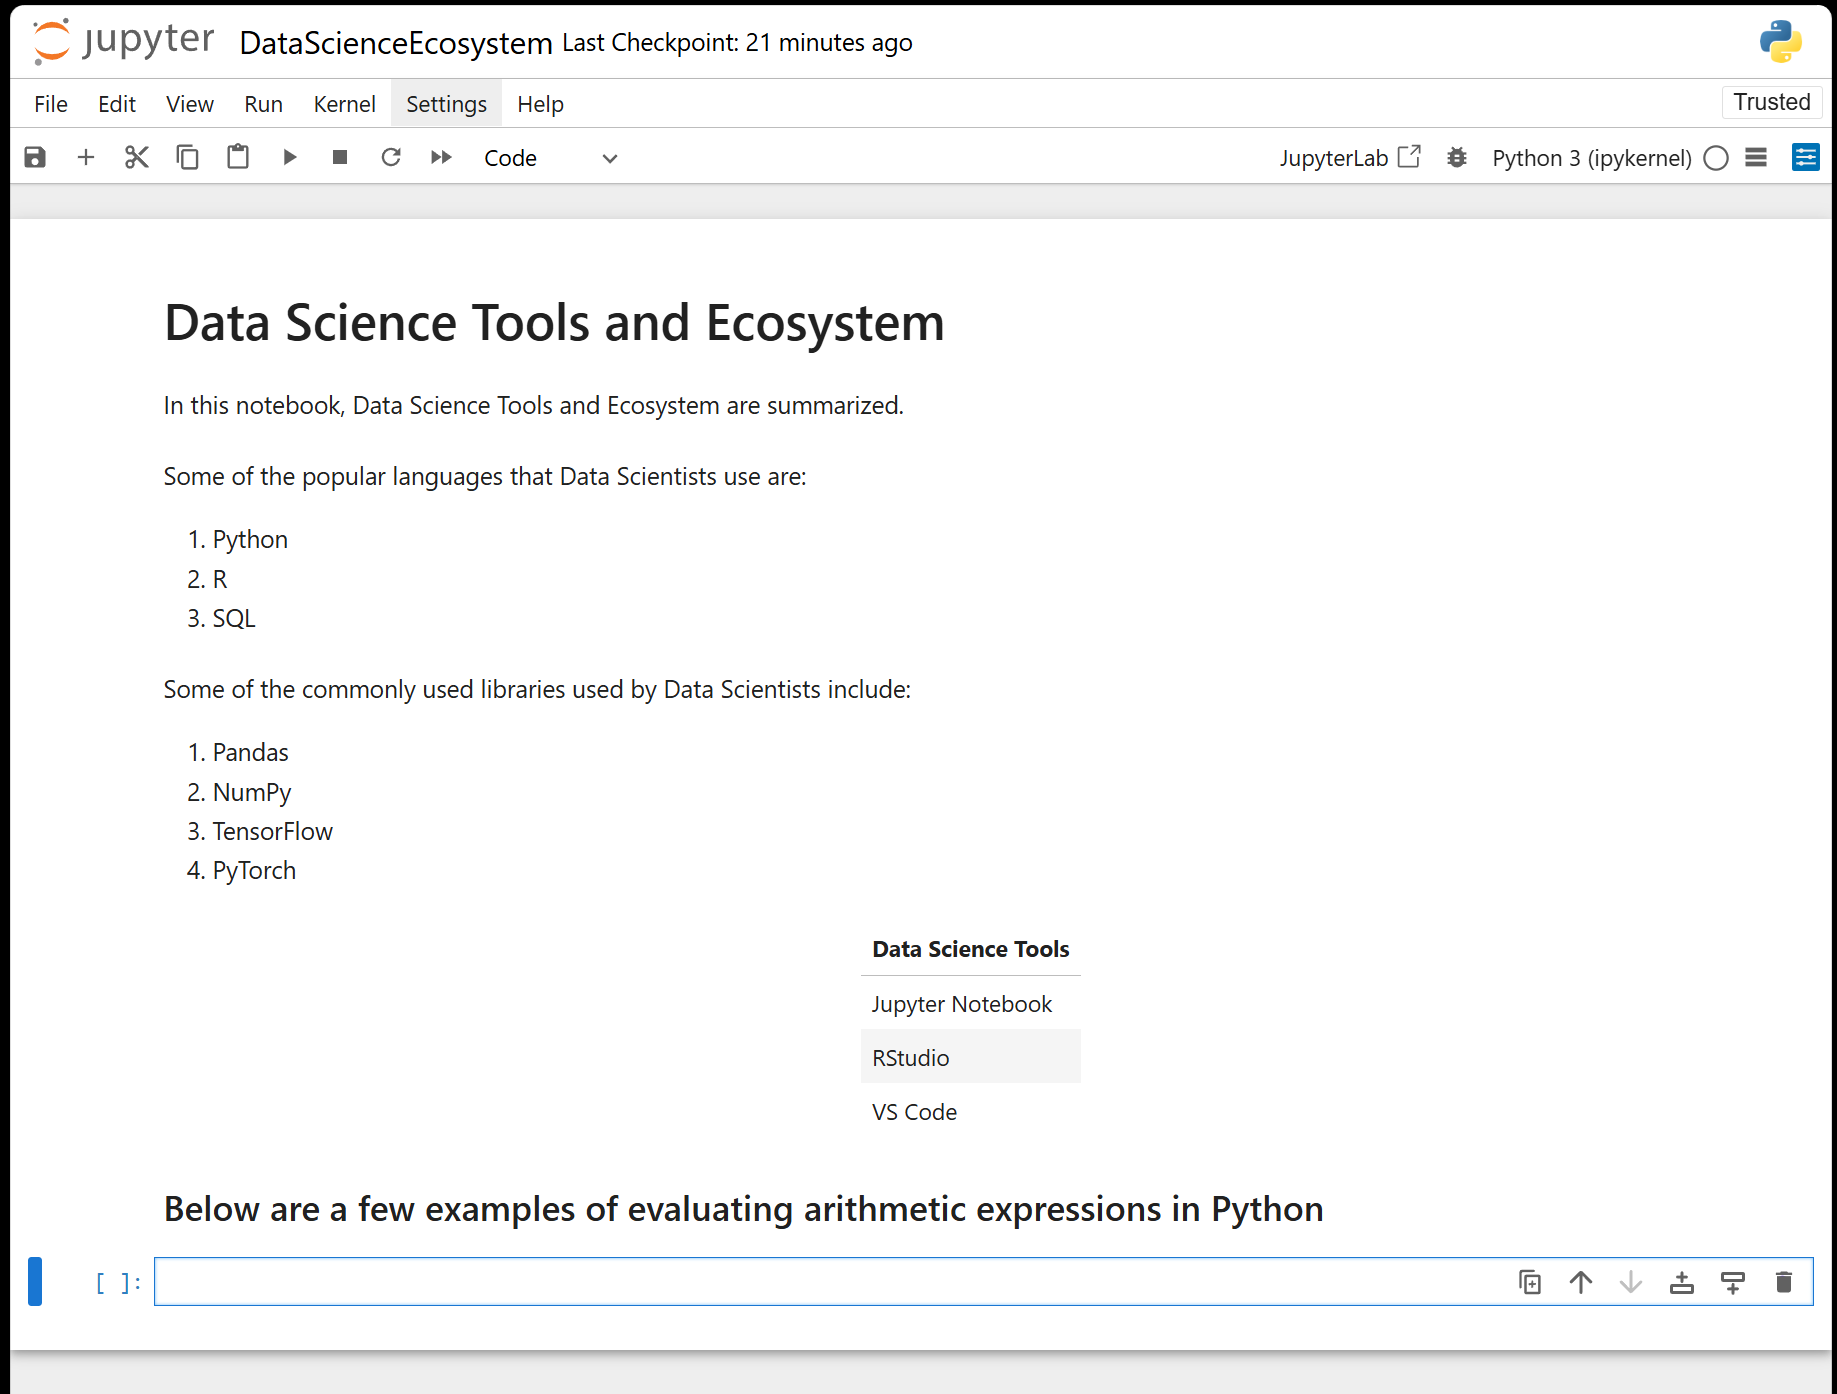 jupyter DataScienceEcosystem Last Checkpoint: 21 minutes ago
File Edit View Run Kernel Settings Help Trusted
Code JupyterLab Python 3 (ipykernel)
Data Science Tools and Ecosystem
In this notebook, Data Science Tools and Ecosystem are summarized.
Some of the popular languages that Data Scientists use are:
1. Python
2. R
3. SQL
Some of the commonly used libraries used by Data Scientists include:
1. Pandas
2. NumPy
3. TensorFlow
4. PyTorch
Data Science Tools
Jupyter Notebook
RStudio
VS Code
Below are a few examples of evaluating arithmetic expressions in Python
[ ]: